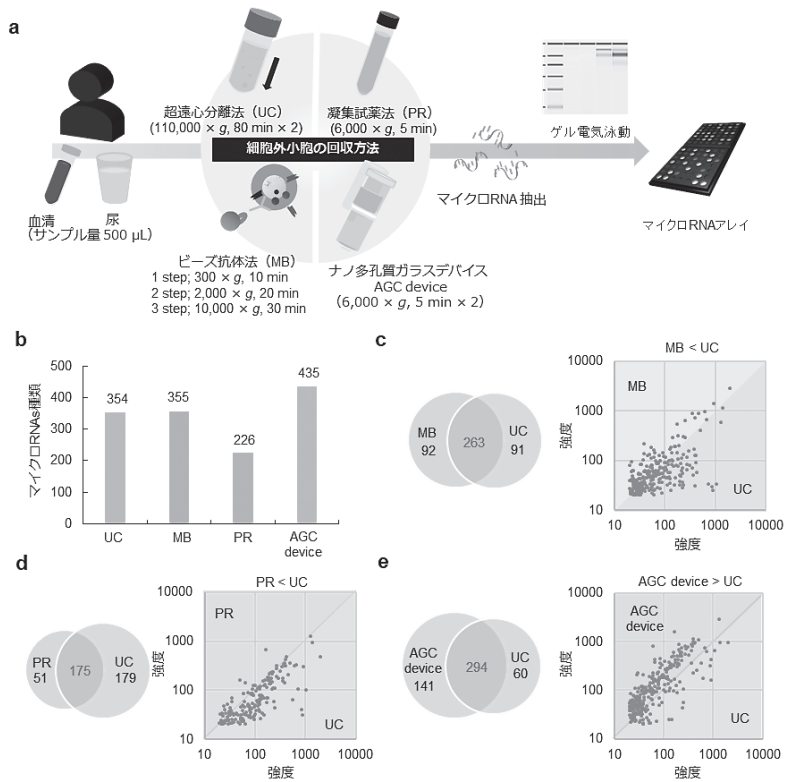 a
超遠心分離法（UC）
(110,000 × g, 80 min × 2)
凝集試薬法（PR）
(6,000 × g, 5 min)
細胞外小胞の回収方法
ゲル電気泳動
マイクロRNA 抽出
マイクロRNAアレイ
血清
尿
（サンプル量 500 μL）
ビーズ抗体法（MB）
1 step; 300 × g, 10 min
2 step; 2,000 × g, 20 min
3 step; 10,000 × g, 30 min
ナノ多孔質ガラスデバイス
AGC device
（6,000 × g, 5 min × 2）
b
マイクロRNAs種類
500
400
300
200
100
0
354
355
226
435
UC
MB
PR
AGC
device
c
MB
92
263
UC
91
MB < UC
強度
10000
1000
100
10
MB
UC
10
100
1000
10000
強度
d
PR
51
175
UC
179
PR < UC
強度
10000
1000
100
10
PR
UC
10
100
1000
10000
強度
e
AGC
device
141
294
UC
60
AGC device > UC
強度
10000
1000
100
10
AGC
device
UC
10
100
1000
10000
強度